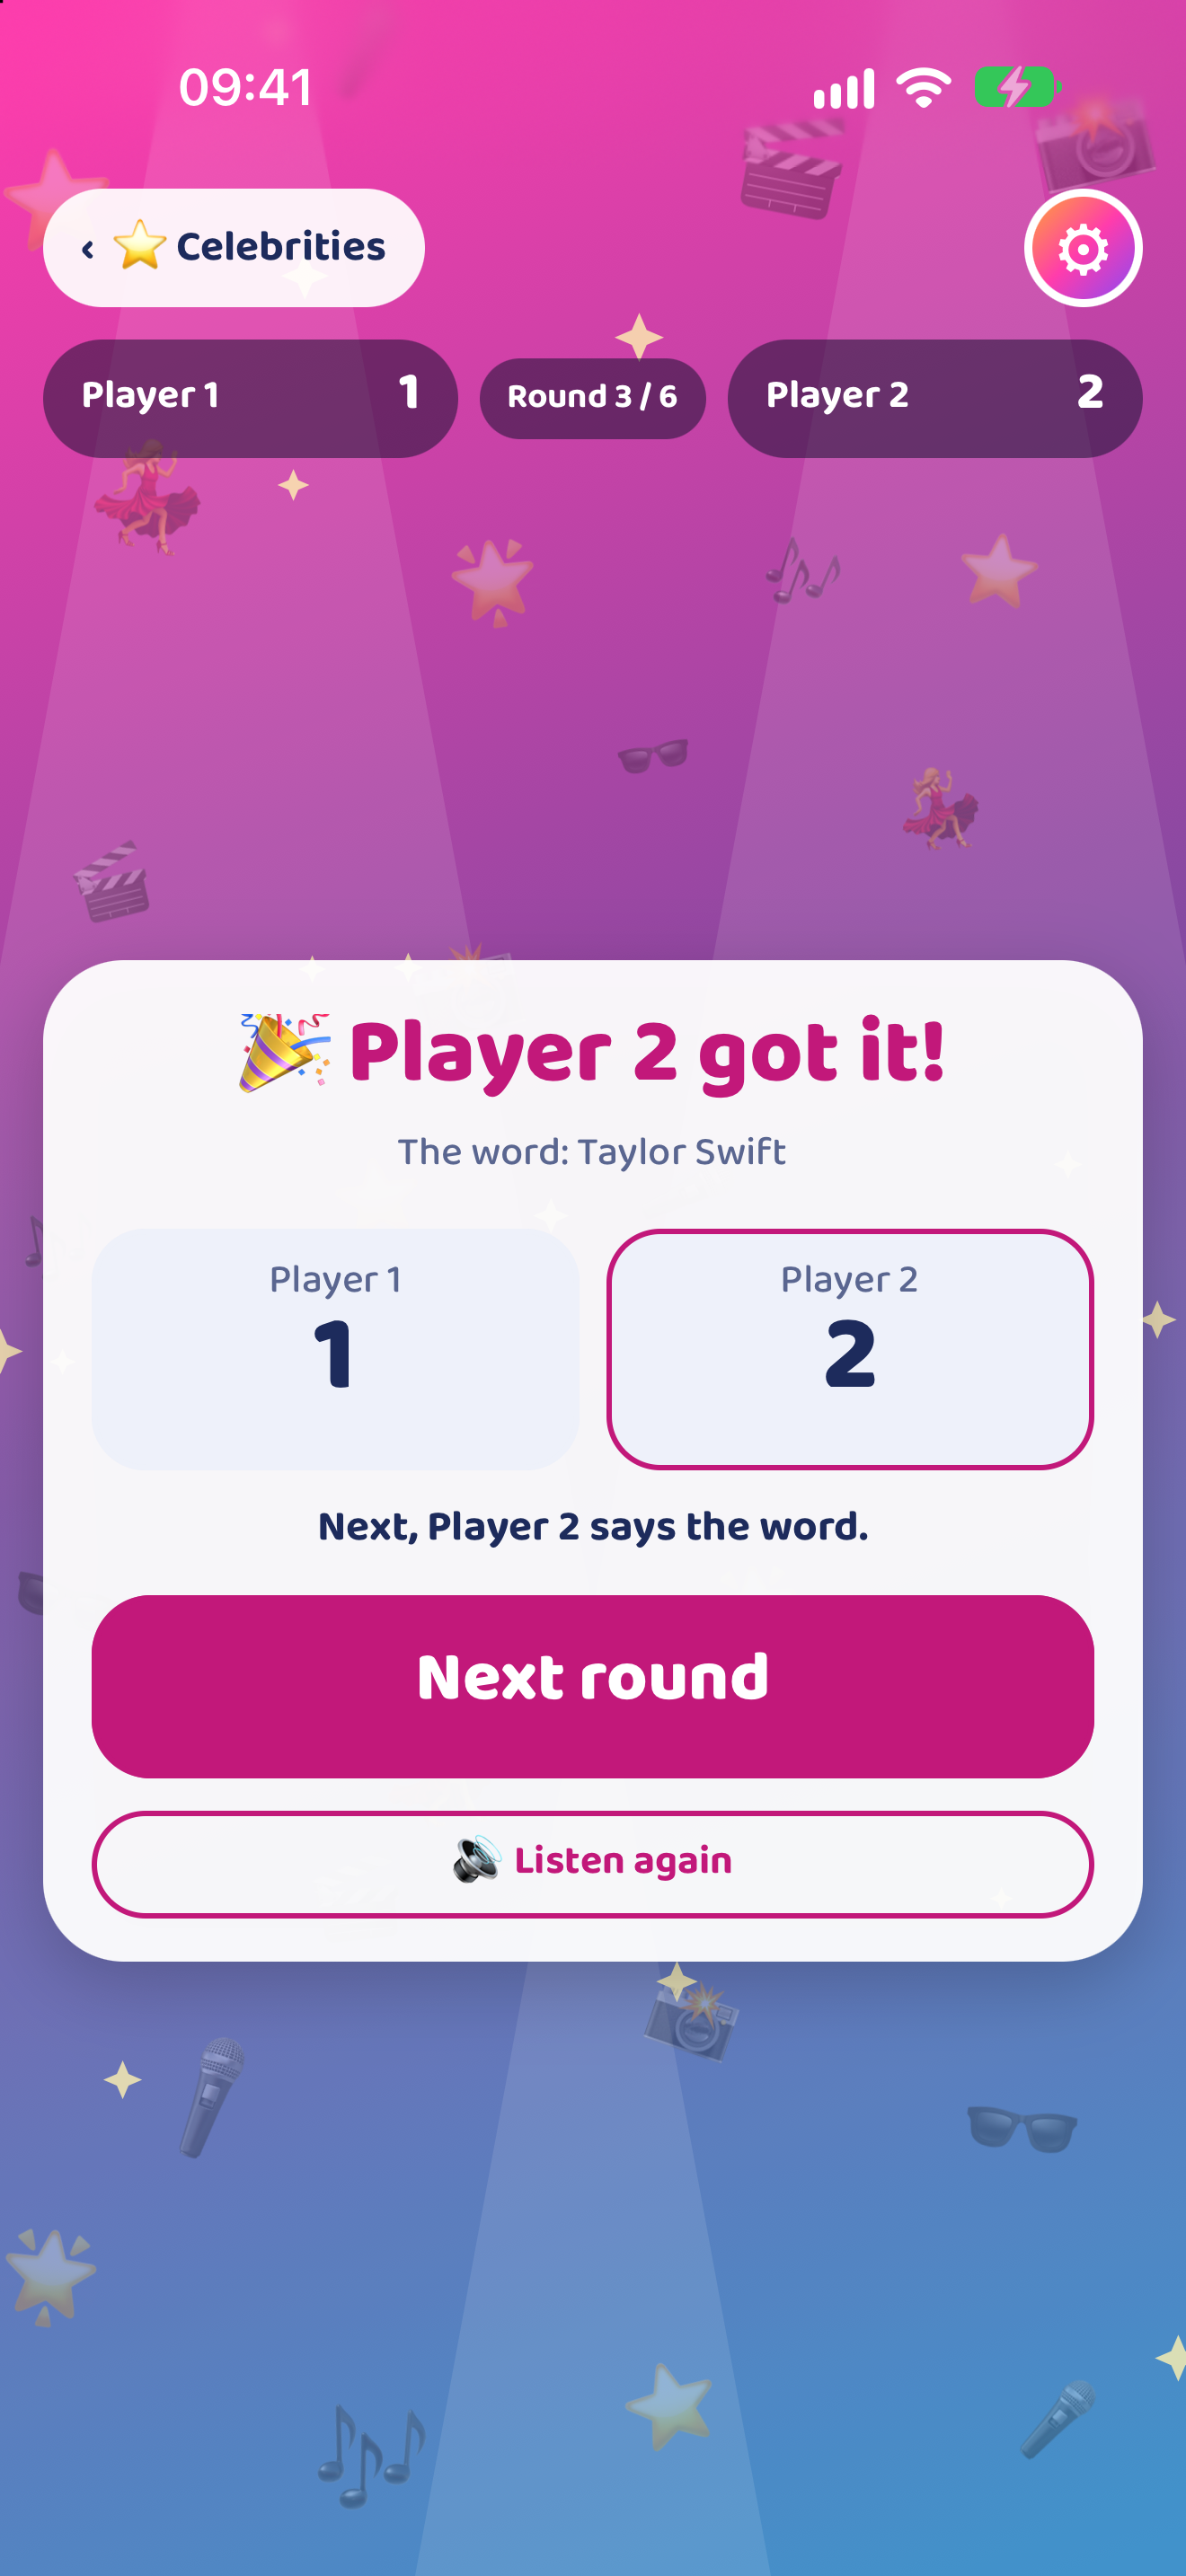 09:41
‹ ⭐ Celebrities
Player 1 1
Round 3 / 6
Player 2 2
🎉 Player 2 got it!
The word: Taylor Swift
Player 1
1
Player 2
2
Next, Player 2 says the word.
Next round
🔊 Listen again